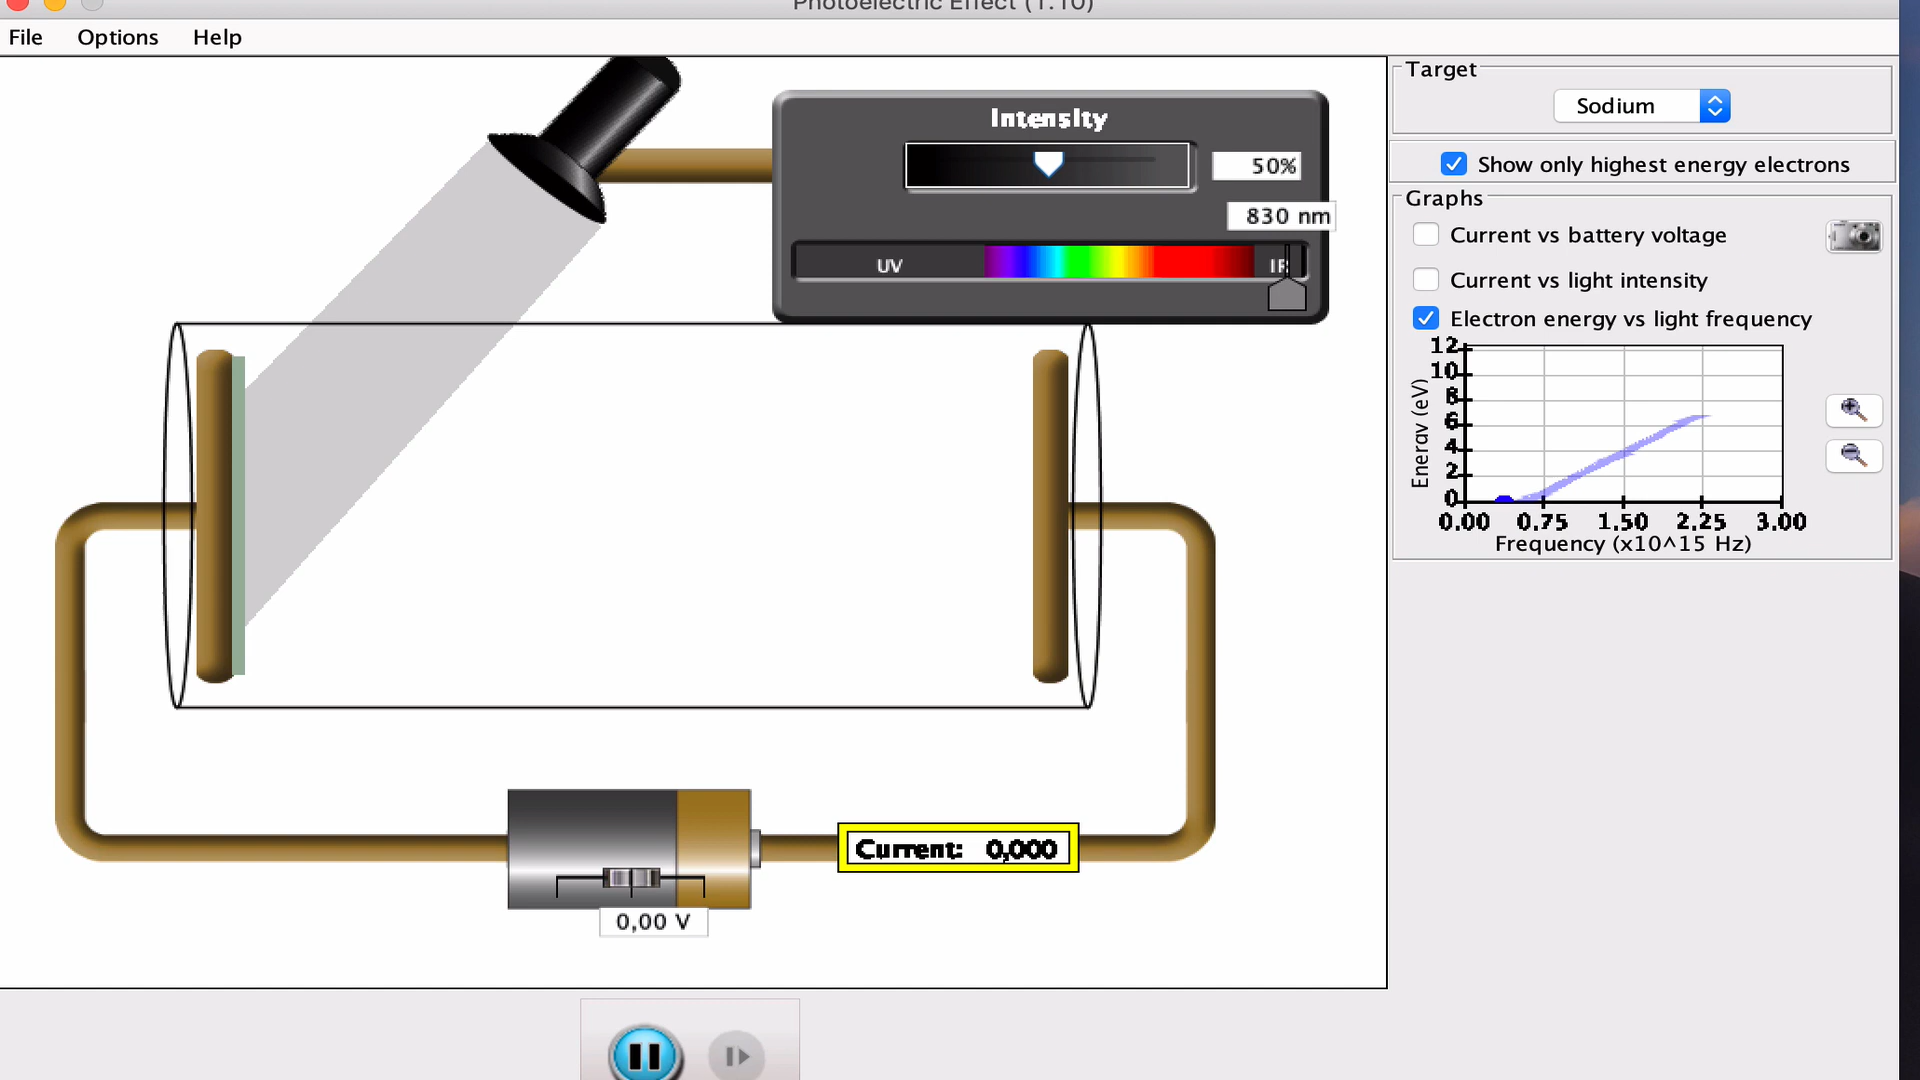 Photoelectric Effect (1.10)
File Options Help
Target
Sodium
Show only highest energy electrons
Graphs
Current vs battery voltage
Current vs light intensity
Electron energy vs light frequency
Intensity
50%
830 nm
UV
IR
12
10
8
6
4
2
0
Energy (eV)
0.00 0.75 1.50 2.25 3.00
Frequency (x10^15 Hz)
Current: 0,000
0,00 V